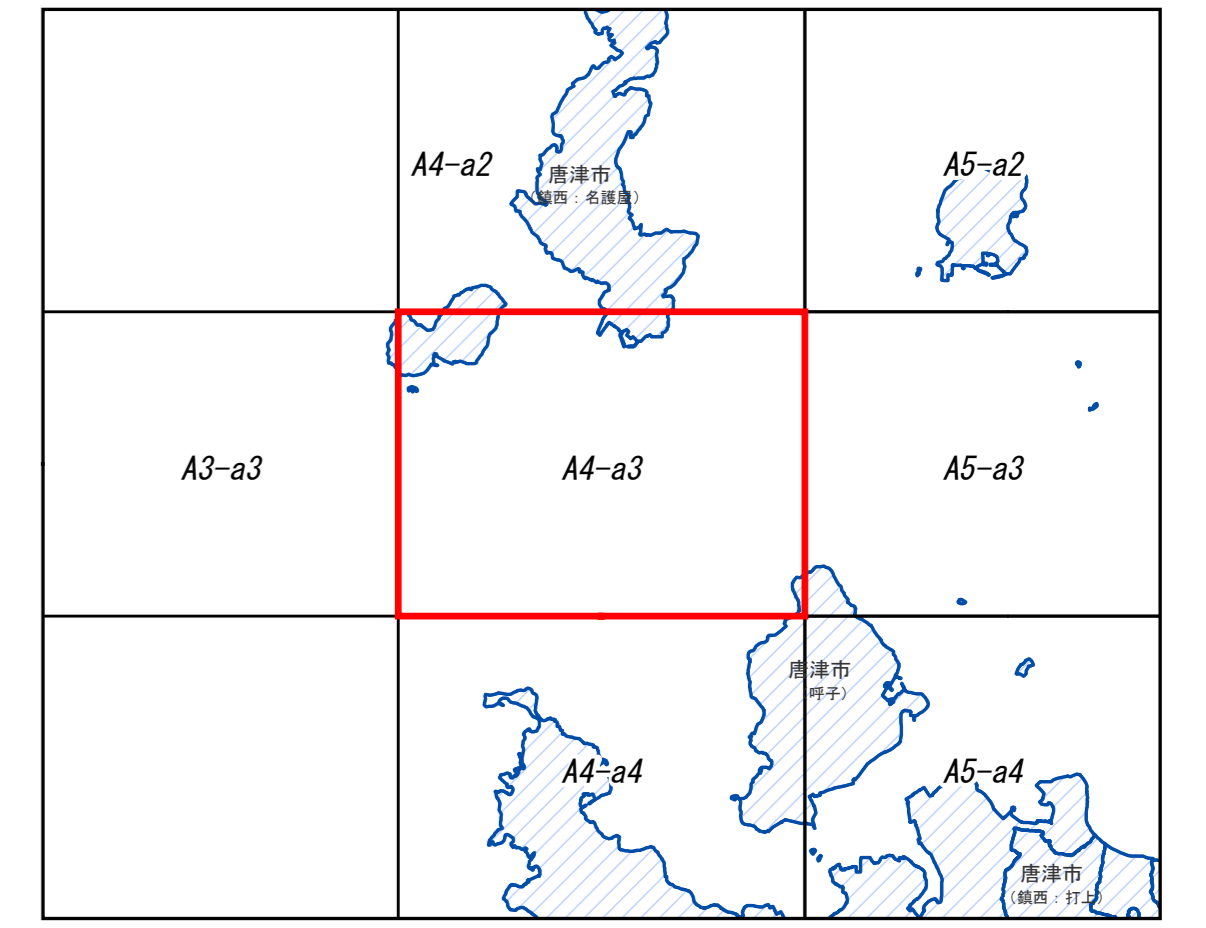 A4-a2
唐津市
（鎮西：名護屋）
A5-a2
A3-a3
A4-a3
A5-a3
唐津市
（呼子）
A4-a4
A5-a4
唐津市
（鎮西：打上）